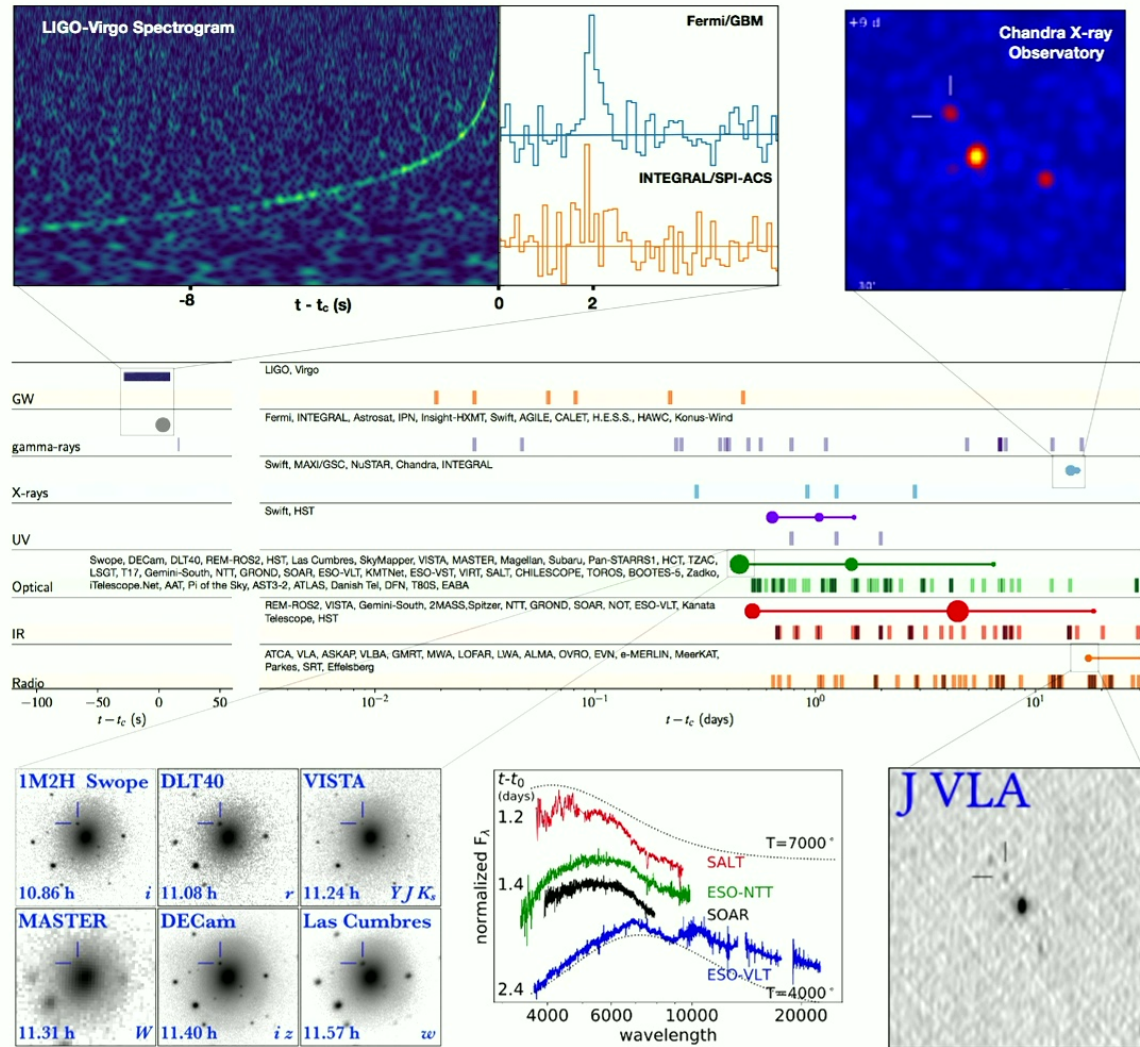 LIGO-Virgo Spectrogram
Fermi/GBM
INTEGRAL/SPI-ACS
-8
t - tc (s)
0
2
+9 d
Chandra X-ray
Observatory
30"
LIGO, Virgo
GW
Fermi, INTEGRAL, Astrosat, IPN, Insight-HXMT, Swift, AGILE, CALET, H.E.S.S., HAWC, Konus-Wind
gamma-rays
Swift, MAXI/GSC, NuSTAR, Chandra, INTEGRAL
X-rays
Swift, HST
UV
Swope, DECam, DLT40, REM-ROS2, HST, Las Cumbres, SkyMapper, VISTA, MASTER, Magellan, Subaru, Pan-STARRS1, HCT, TZAC,
LSGT, T17, Gemini-South, NTT, GROND, SOAR, ESO-VLT, KMTNet, ESO-VST, VIRT, SALT, CHILESCOPE, TOROS, BOOTES-5, Zadko,
iTelescope.Net, AAT, Pi of the Sky, AST3-2, ATLAS, Danish Tel, DFN, T80S, EABA
Optical
REM-ROS2, VISTA, Gemini-South, 2MASS,Spitzer, NTT, GROND, SOAR, NOT, ESO-VLT, Kanata
Telescope, HST
IR
ATCA, VLA, ASKAP, VLBA, GMRT, MWA, LOFAR, LWA, ALMA, OVRO, EVN, e-MERLIN, MeerKAT,
Parkes, SRT, Effelsberg
Radio
−100 −50 0 50
t − tc (s)
10−2 10−1 100 101
t − tc (days)
1M2H Swope
10.86 h i
DLT40
11.08 h r
VISTA
11.24 h YJKs
MASTER
11.31 h W
DECam
11.40 h iz
Las Cumbres
11.57 h w
normalized Fλ
t-t0
(days)
1.2
1.4
2.4
T=7000°
SALT
ESO-NTT
SOAR
ESO-VLT
T=4000°
4000 6000 10000 20000
wavelength
J VLA